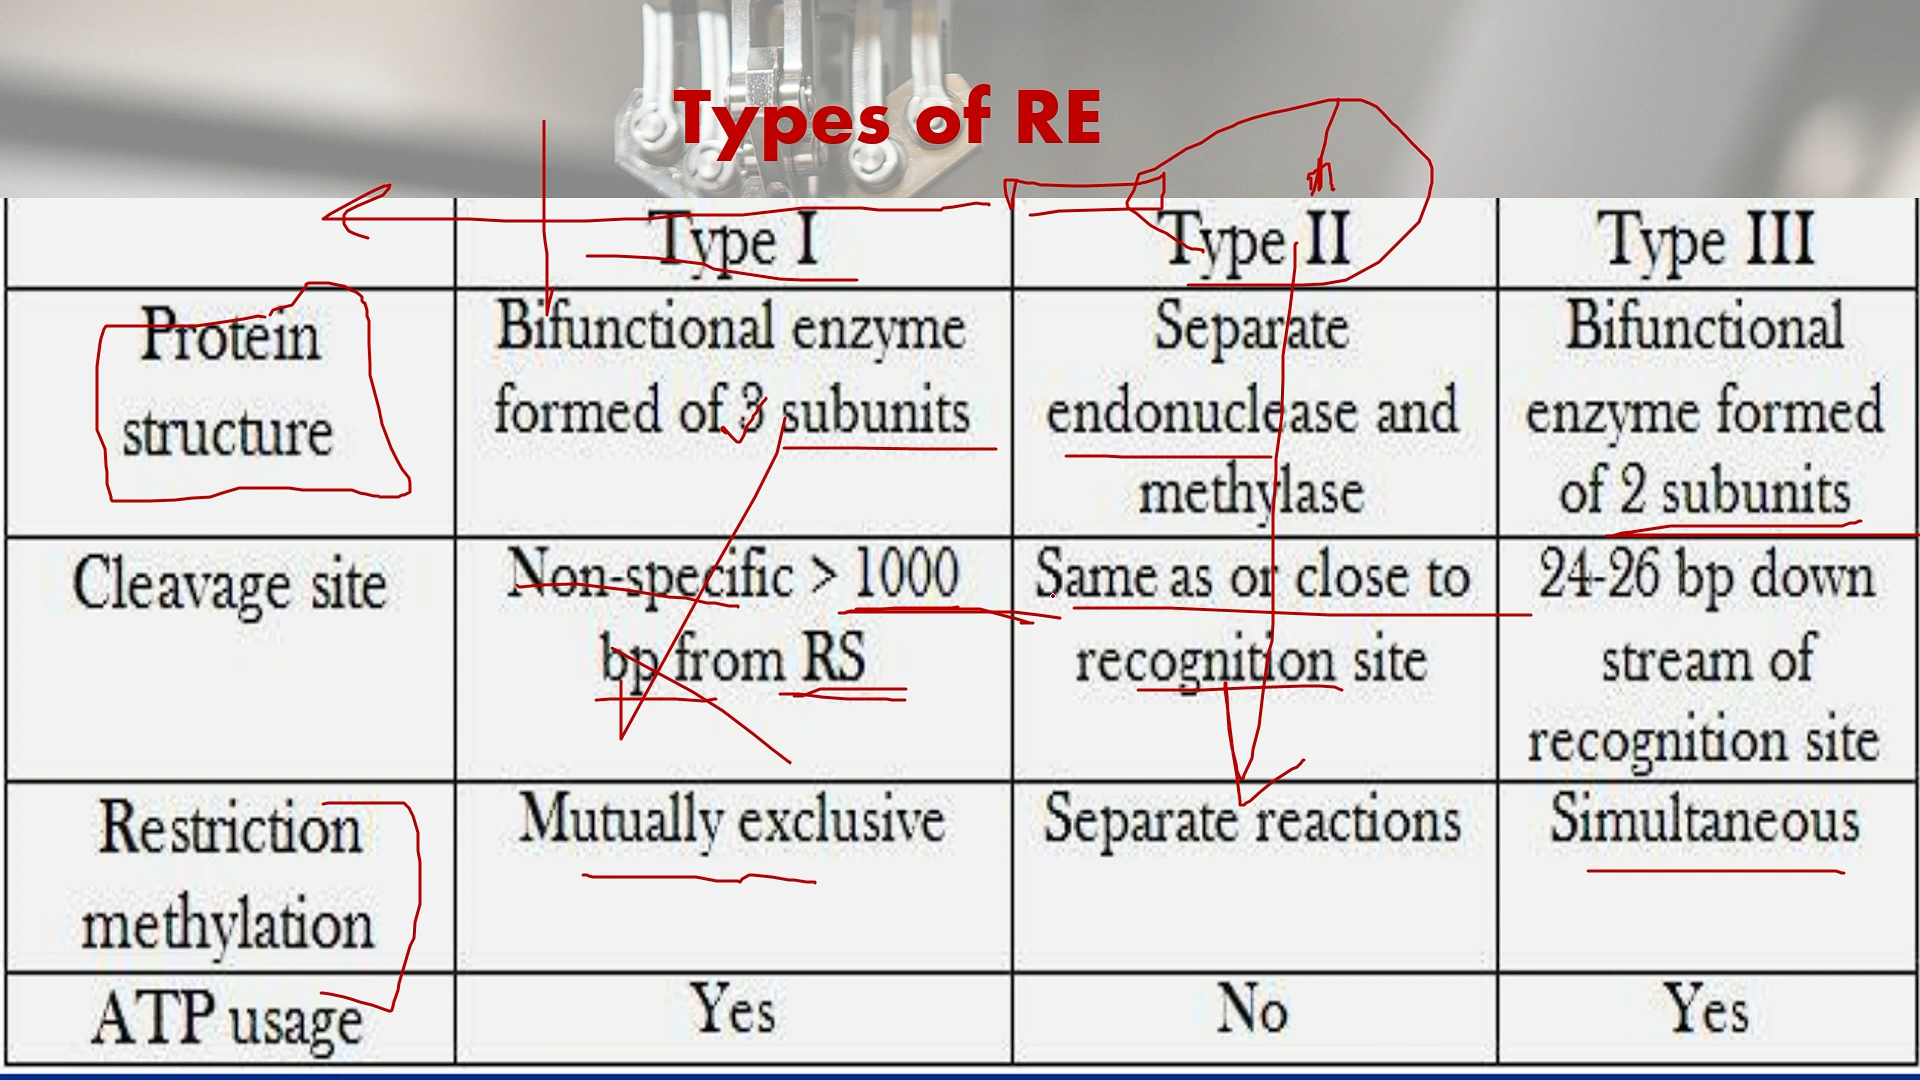 Types of RE
Type I
Type II
Type III
Protein
structure
Bifunctional enzyme
formed of 3 subunits
Separate
endonuclease and
methylase
Bifunctional
enzyme formed
of 2 subunits
Cleavage site
Non-specific > 1000
bp from RS
Same as or close to
recognition site
24-26 bp down
stream of
recognition site
Restriction
methylation
Mutually exclusive
Separate reactions
Simultaneous
ATP usage
Yes
No
Yes